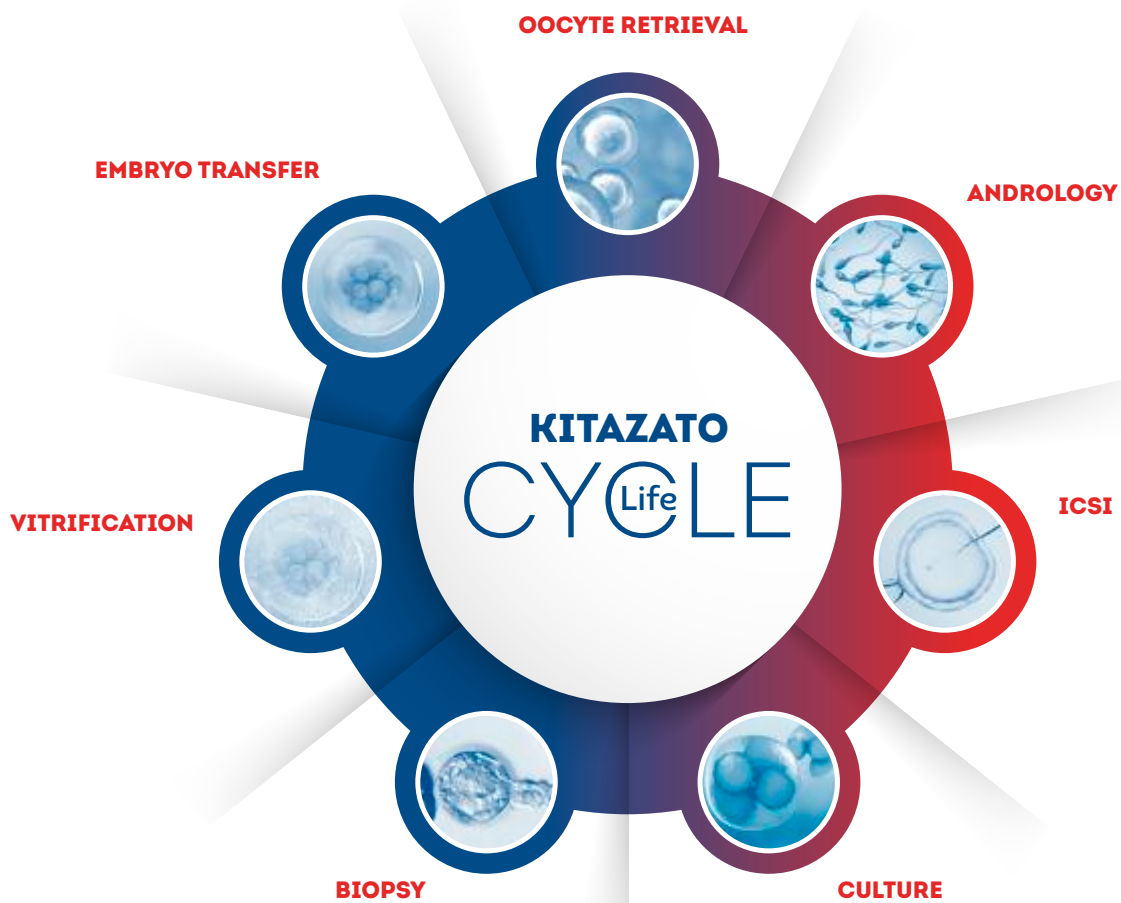 OOCYTE RETRIEVAL
EMBRYO TRANSFER
ANDROLOGY
KITAZATO
CYCLE
Life
VITRIFICATION
ICSI
BIOPSY
CULTURE